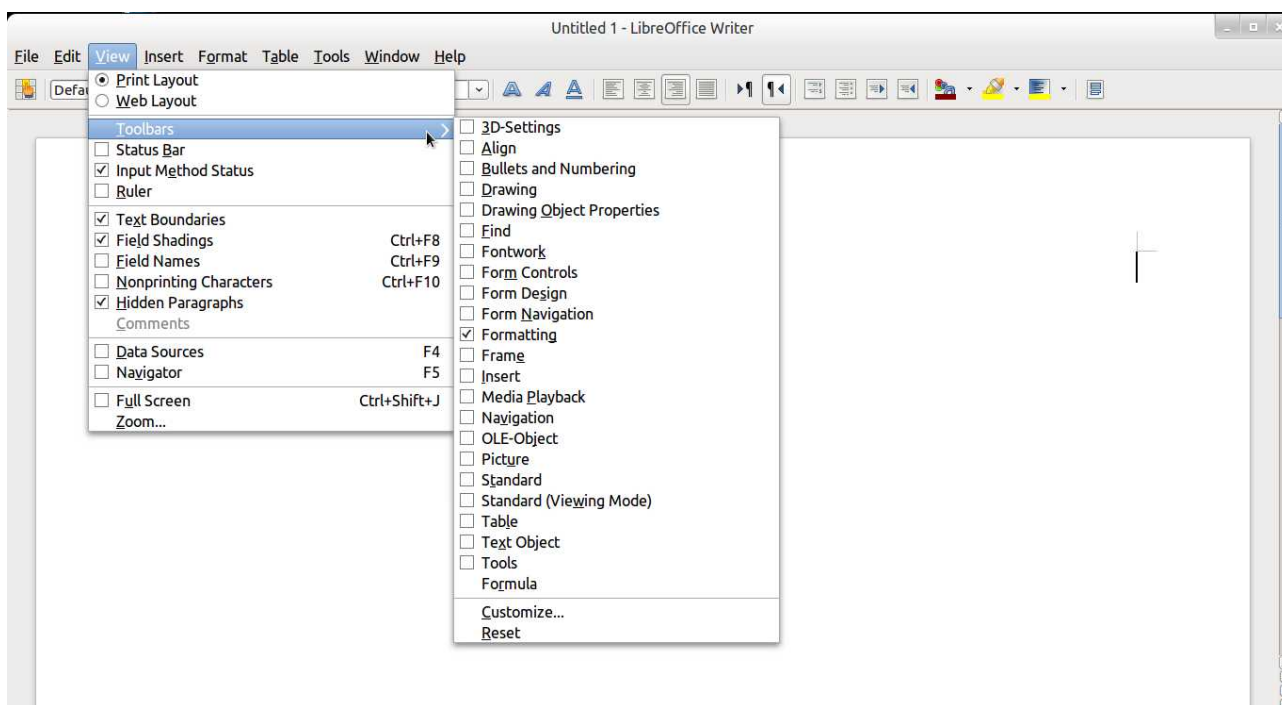 Untitled 1 - LibreOffice Writer
File Edit View Insert Format Table Tools Window Help
Print Layout
Web Layout
Toolbars
Status Bar
Input Method Status
Ruler
Text Boundaries
Field Shadings Ctrl+F8
Field Names Ctrl+F9
Nonprinting Characters Ctrl+F10
Hidden Paragraphs
Comments
Data Sources F4
Navigator F5
Full Screen Ctrl+Shift+J
Zoom...
3D-Settings
Align
Bullets and Numbering
Drawing
Drawing Object Properties
Find
Fontwork
Form Controls
Form Design
Form Navigation
Formatting
Frame
Insert
Media Playback
Navigation
OLE-Object
Picture
Standard
Standard (Viewing Mode)
Table
Text Object
Tools
Formula
Customize...
Reset